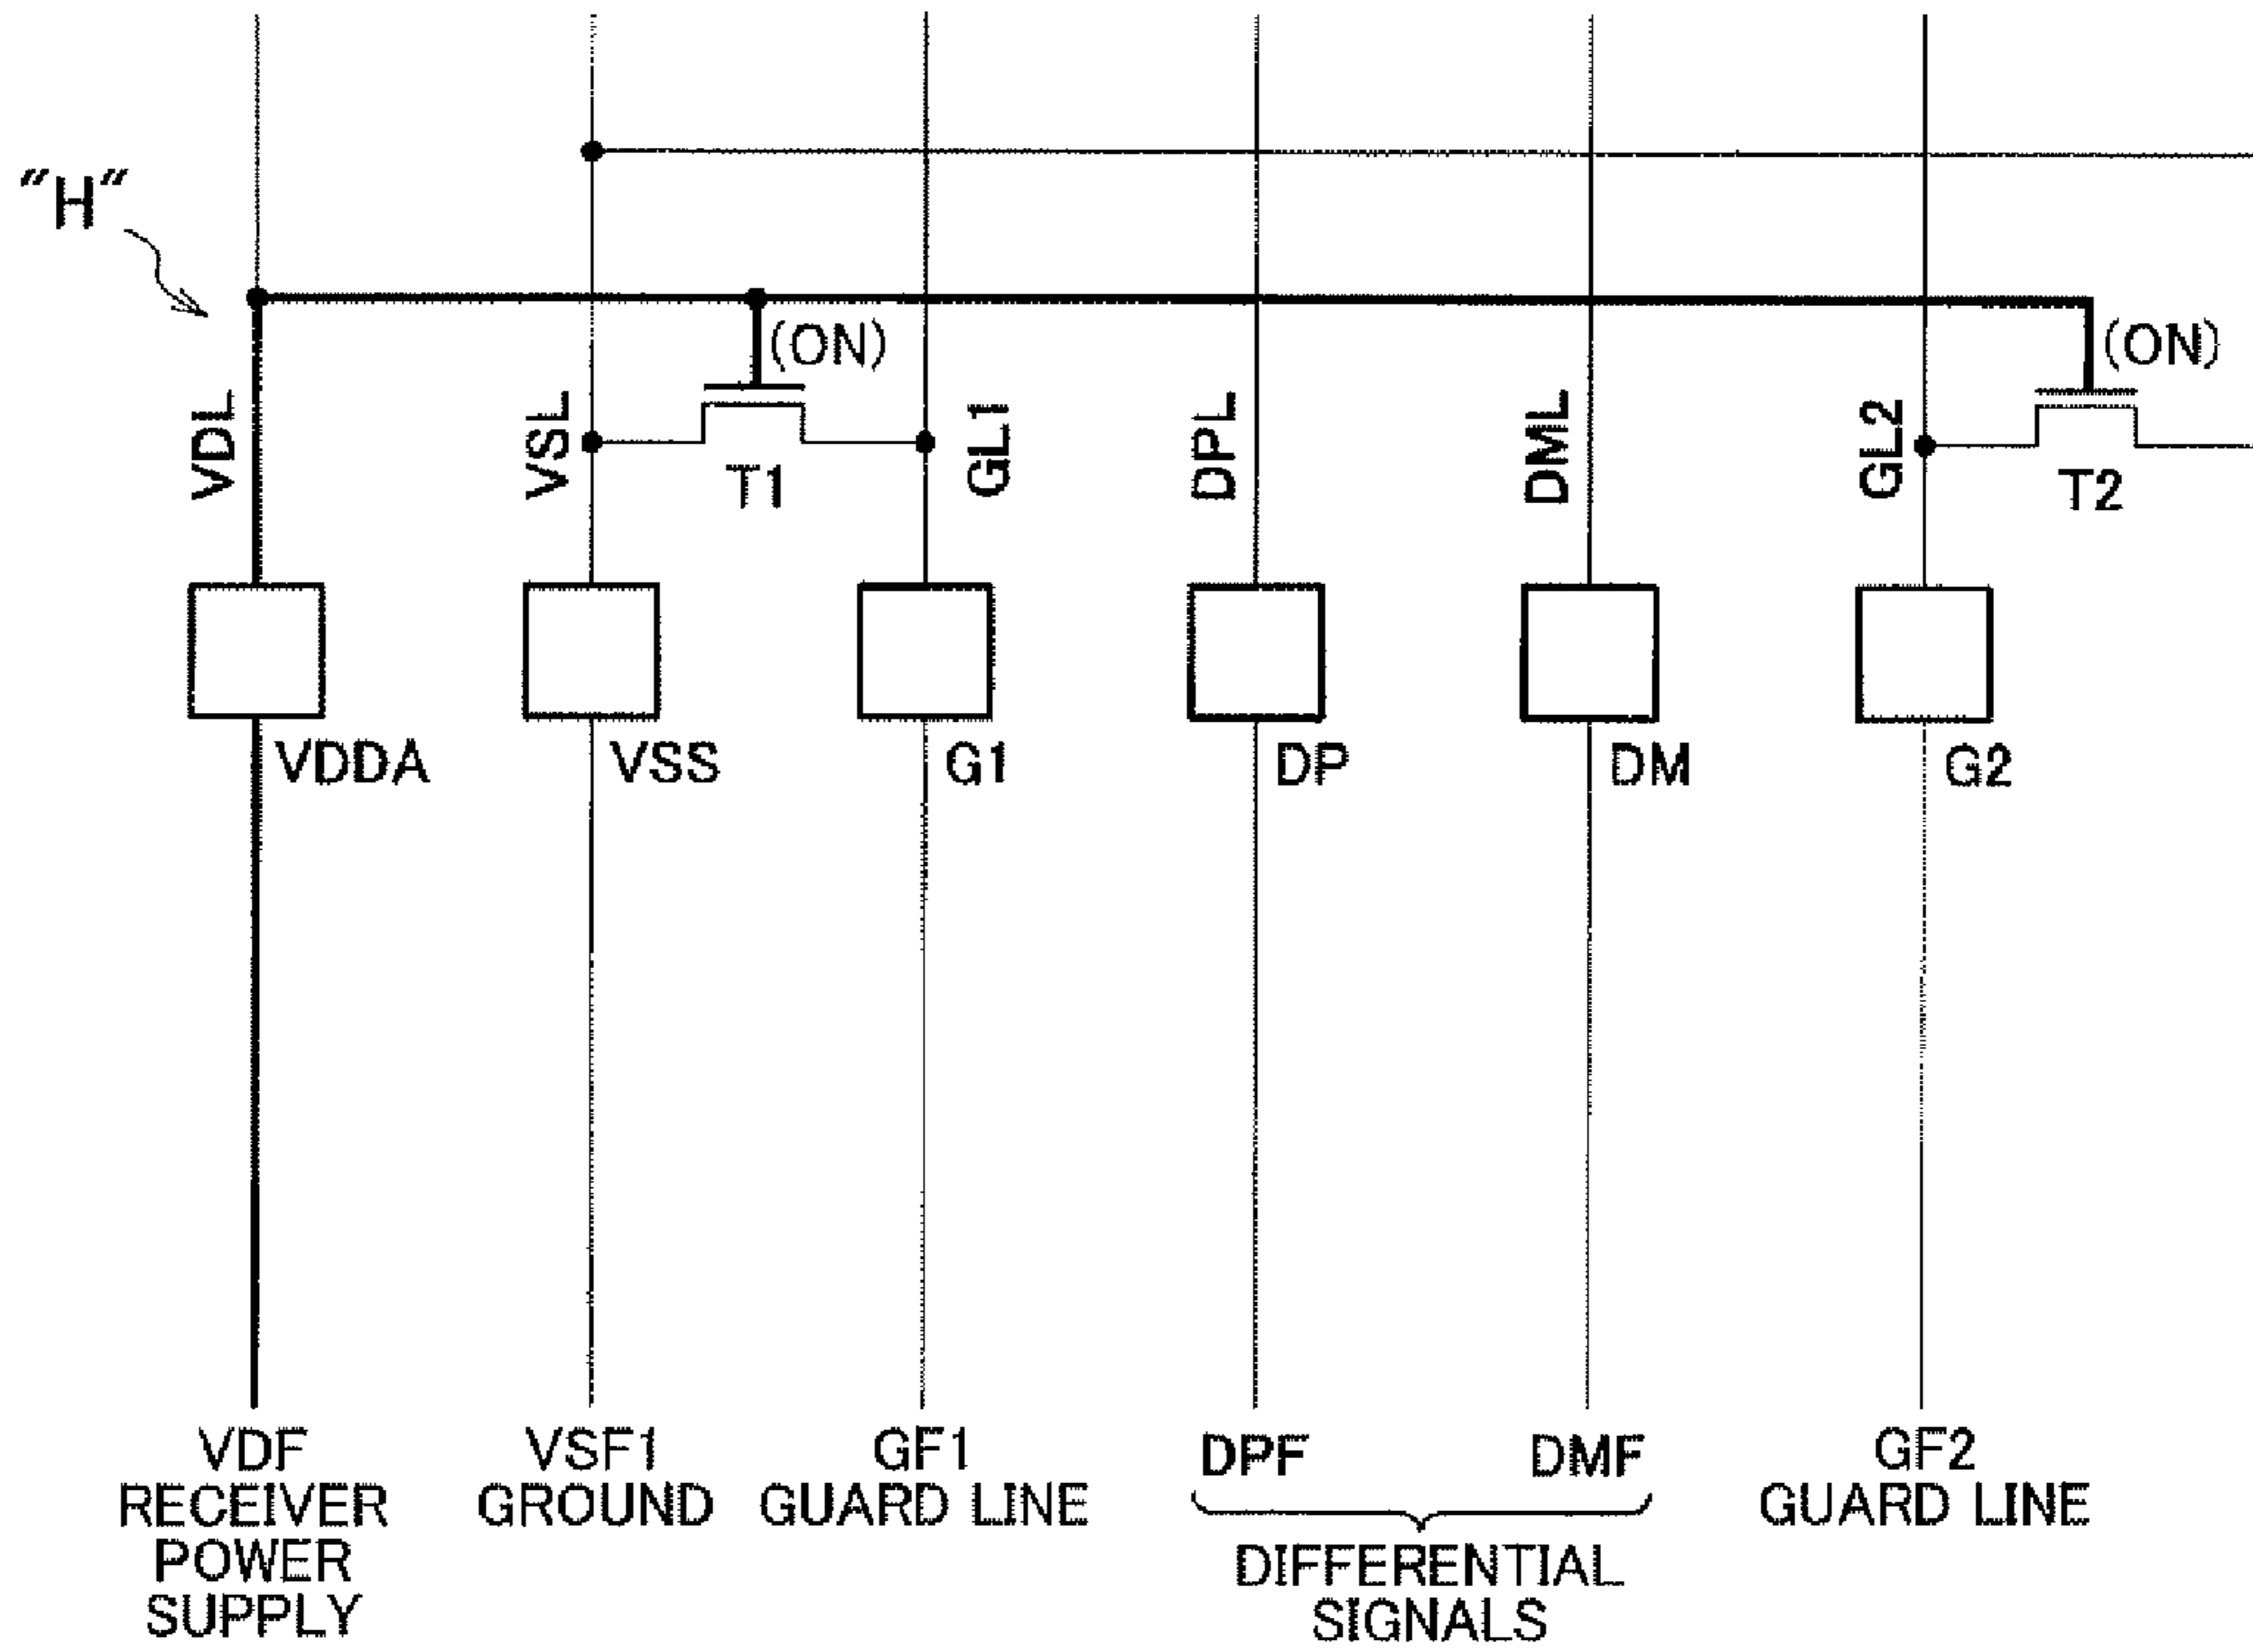 "H"
(ON)
(ON)
VDL
VSL
T1
GL1
DPL
DML
GL2
T2
VDDA
VSS
G1
DP
DM
G2
VDF
RECEIVER
POWER
SUPPLY
VSF1
GROUND
GF1
GUARD LINE
DPF
DMF
DIFFERENTIAL
SIGNALS
GF2
GUARD LINE